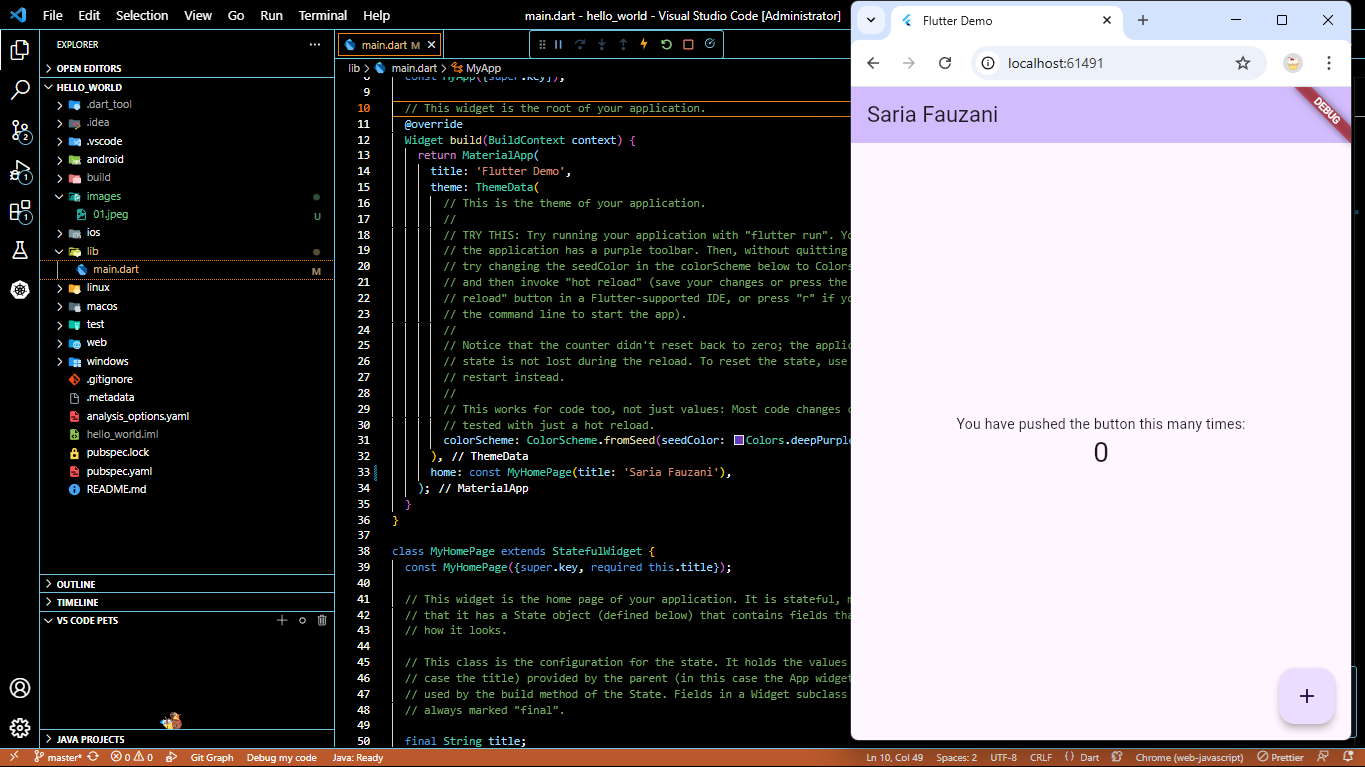 File Edit Selection View Go Run Terminal Help
main.dart - hello_world - Visual Studio Code [Administrator]
EXPLORER
OPEN EDITORS
HELLO_WORLD
.dart_tool
.idea
.vscode
android
build
images
01.jpeg U
ios
lib
main.dart M
linux
macos
test
web
windows
.gitignore
.metadata
analysis_options.yaml
hello_world.iml
pubspec.lock
pubspec.yaml
README.md
OUTLINE
TIMELINE
VS CODE PETS
JAVA PROJECTS
2
1
1
main.dart M
lib > main.dart > MyApp
8 const MyApp({super.key});
9
10 // This widget is the root of your application.
11 @override
12 Widget build(BuildContext context) {
13 return MaterialApp(
14 title: 'Flutter Demo',
15 theme: ThemeData(
16 // This is the theme of your application.
17 //
18 // TRY THIS: Try running your application with "flutter run".
19 // the application has a purple toolbar. Then, without quitting
20 // try changing the seedColor in the colorScheme below to Colors
21 // and then invoke "hot reload" (save your changes or press the
22 // reload" button in a Flutter-supported IDE, or press "r" if
23 // the command line to start the app).
24 //
25 // Notice that the counter didn't reset back to zero; the
26 // state is not lost during the reload. To reset the state, use
27 // restart instead.
28 //
29 // This works for code too, not just values: Most code changes
30 // tested with just a hot reload.
31 colorScheme: ColorScheme.fromSeed(seedColor: Colors.deepPurple
32 ), // ThemeData
33 home: const MyHomePage(title: 'Saria Fauzani'),
34 ); // MaterialApp
35 }
36 }
37
38 class MyHomePage extends StatefulWidget {
39 const MyHomePage({super.key, required this.title});
40
41 // This widget is the home page of your application. It is stateful,
42 // that it has a State object (defined below) that contains fields
43 // how it looks.
44
45 // This class is the configuration for the state. It holds the values
46 // case the title) provided by the parent (in this case the App widget
47 // used by the build method of the State. Fields in a Widget subclass
48 // always marked "final".
49
50 final String title;
Flutter Demo
localhost:61491
Saria Fauzani
DEBUG
You have pushed the button this many times:
0
master* 0 0 Git Graph Debug my code Java: Ready Ln 10, Col 49 Spaces: 2 UTF-8 CRLF {} Dart Chrome (web-javascript) Prettier